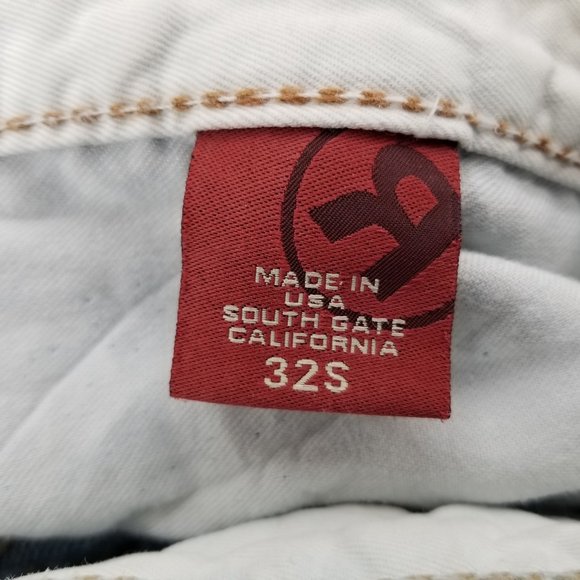 MADE IN
USA
SOUTH GATE
CALIFORNIA
32S